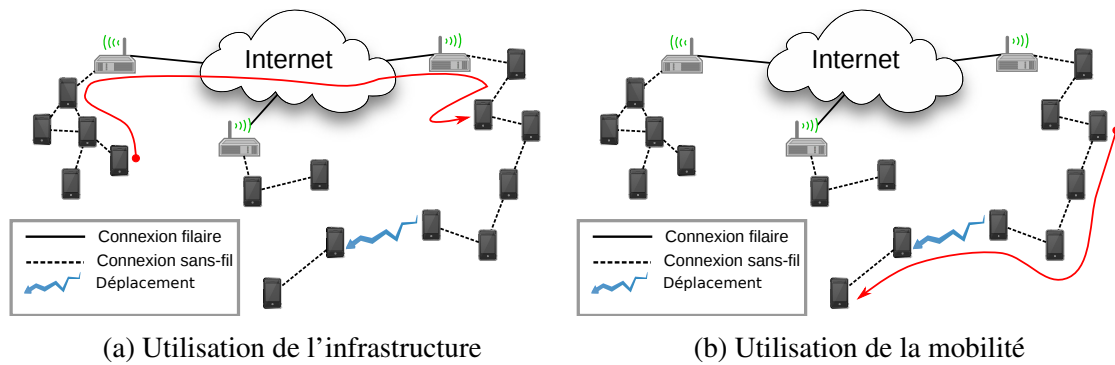 Internet
Connexion filaire
Connexion sans-fil
Déplacement
(a) Utilisation de l'infrastructure
Internet
Connexion filaire
Connexion sans-fil
Déplacement
(b) Utilisation de la mobilité